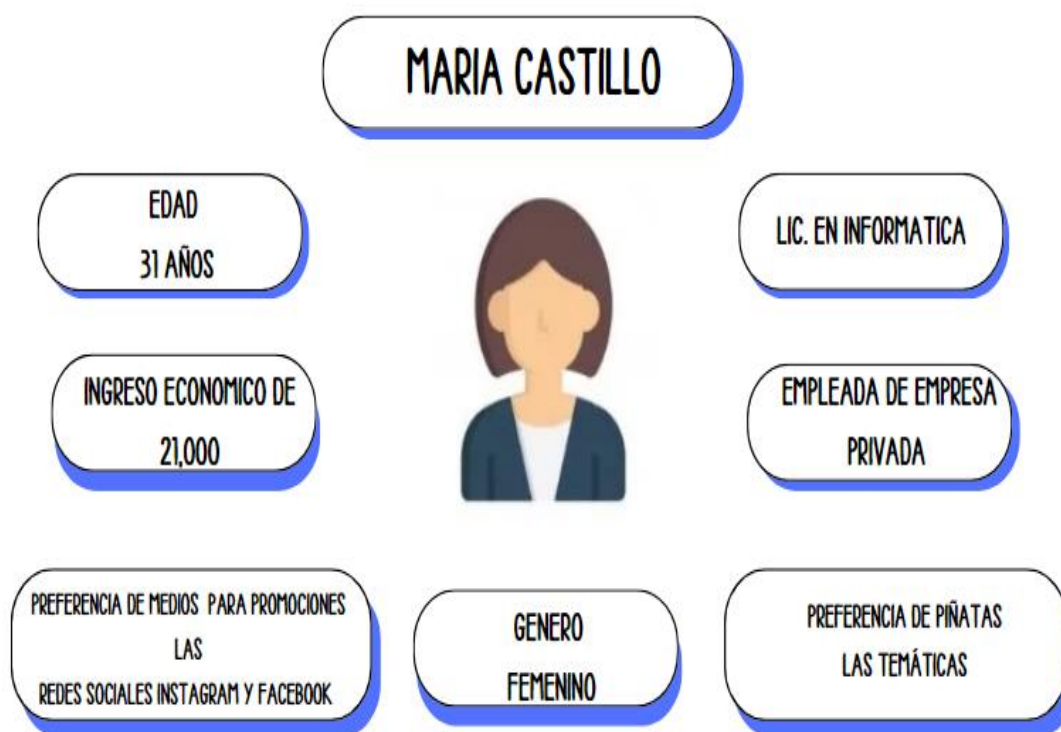 MARIA CASTILLO
EDAD
31 AÑOS
LIC. EN INFORMATICA
INGRESO ECONOMICO DE
21,000
EMPLEADA DE EMPRESA
PRIVADA
PREFERENCIA DE MEDIOS PARA PROMOCIONES
LAS
REDES SOCIALES INSTAGRAM Y FACEBOOK
GENERO
FEMENINO
PREFERENCIA DE PIÑATAS
LAS TEMÁTICAS